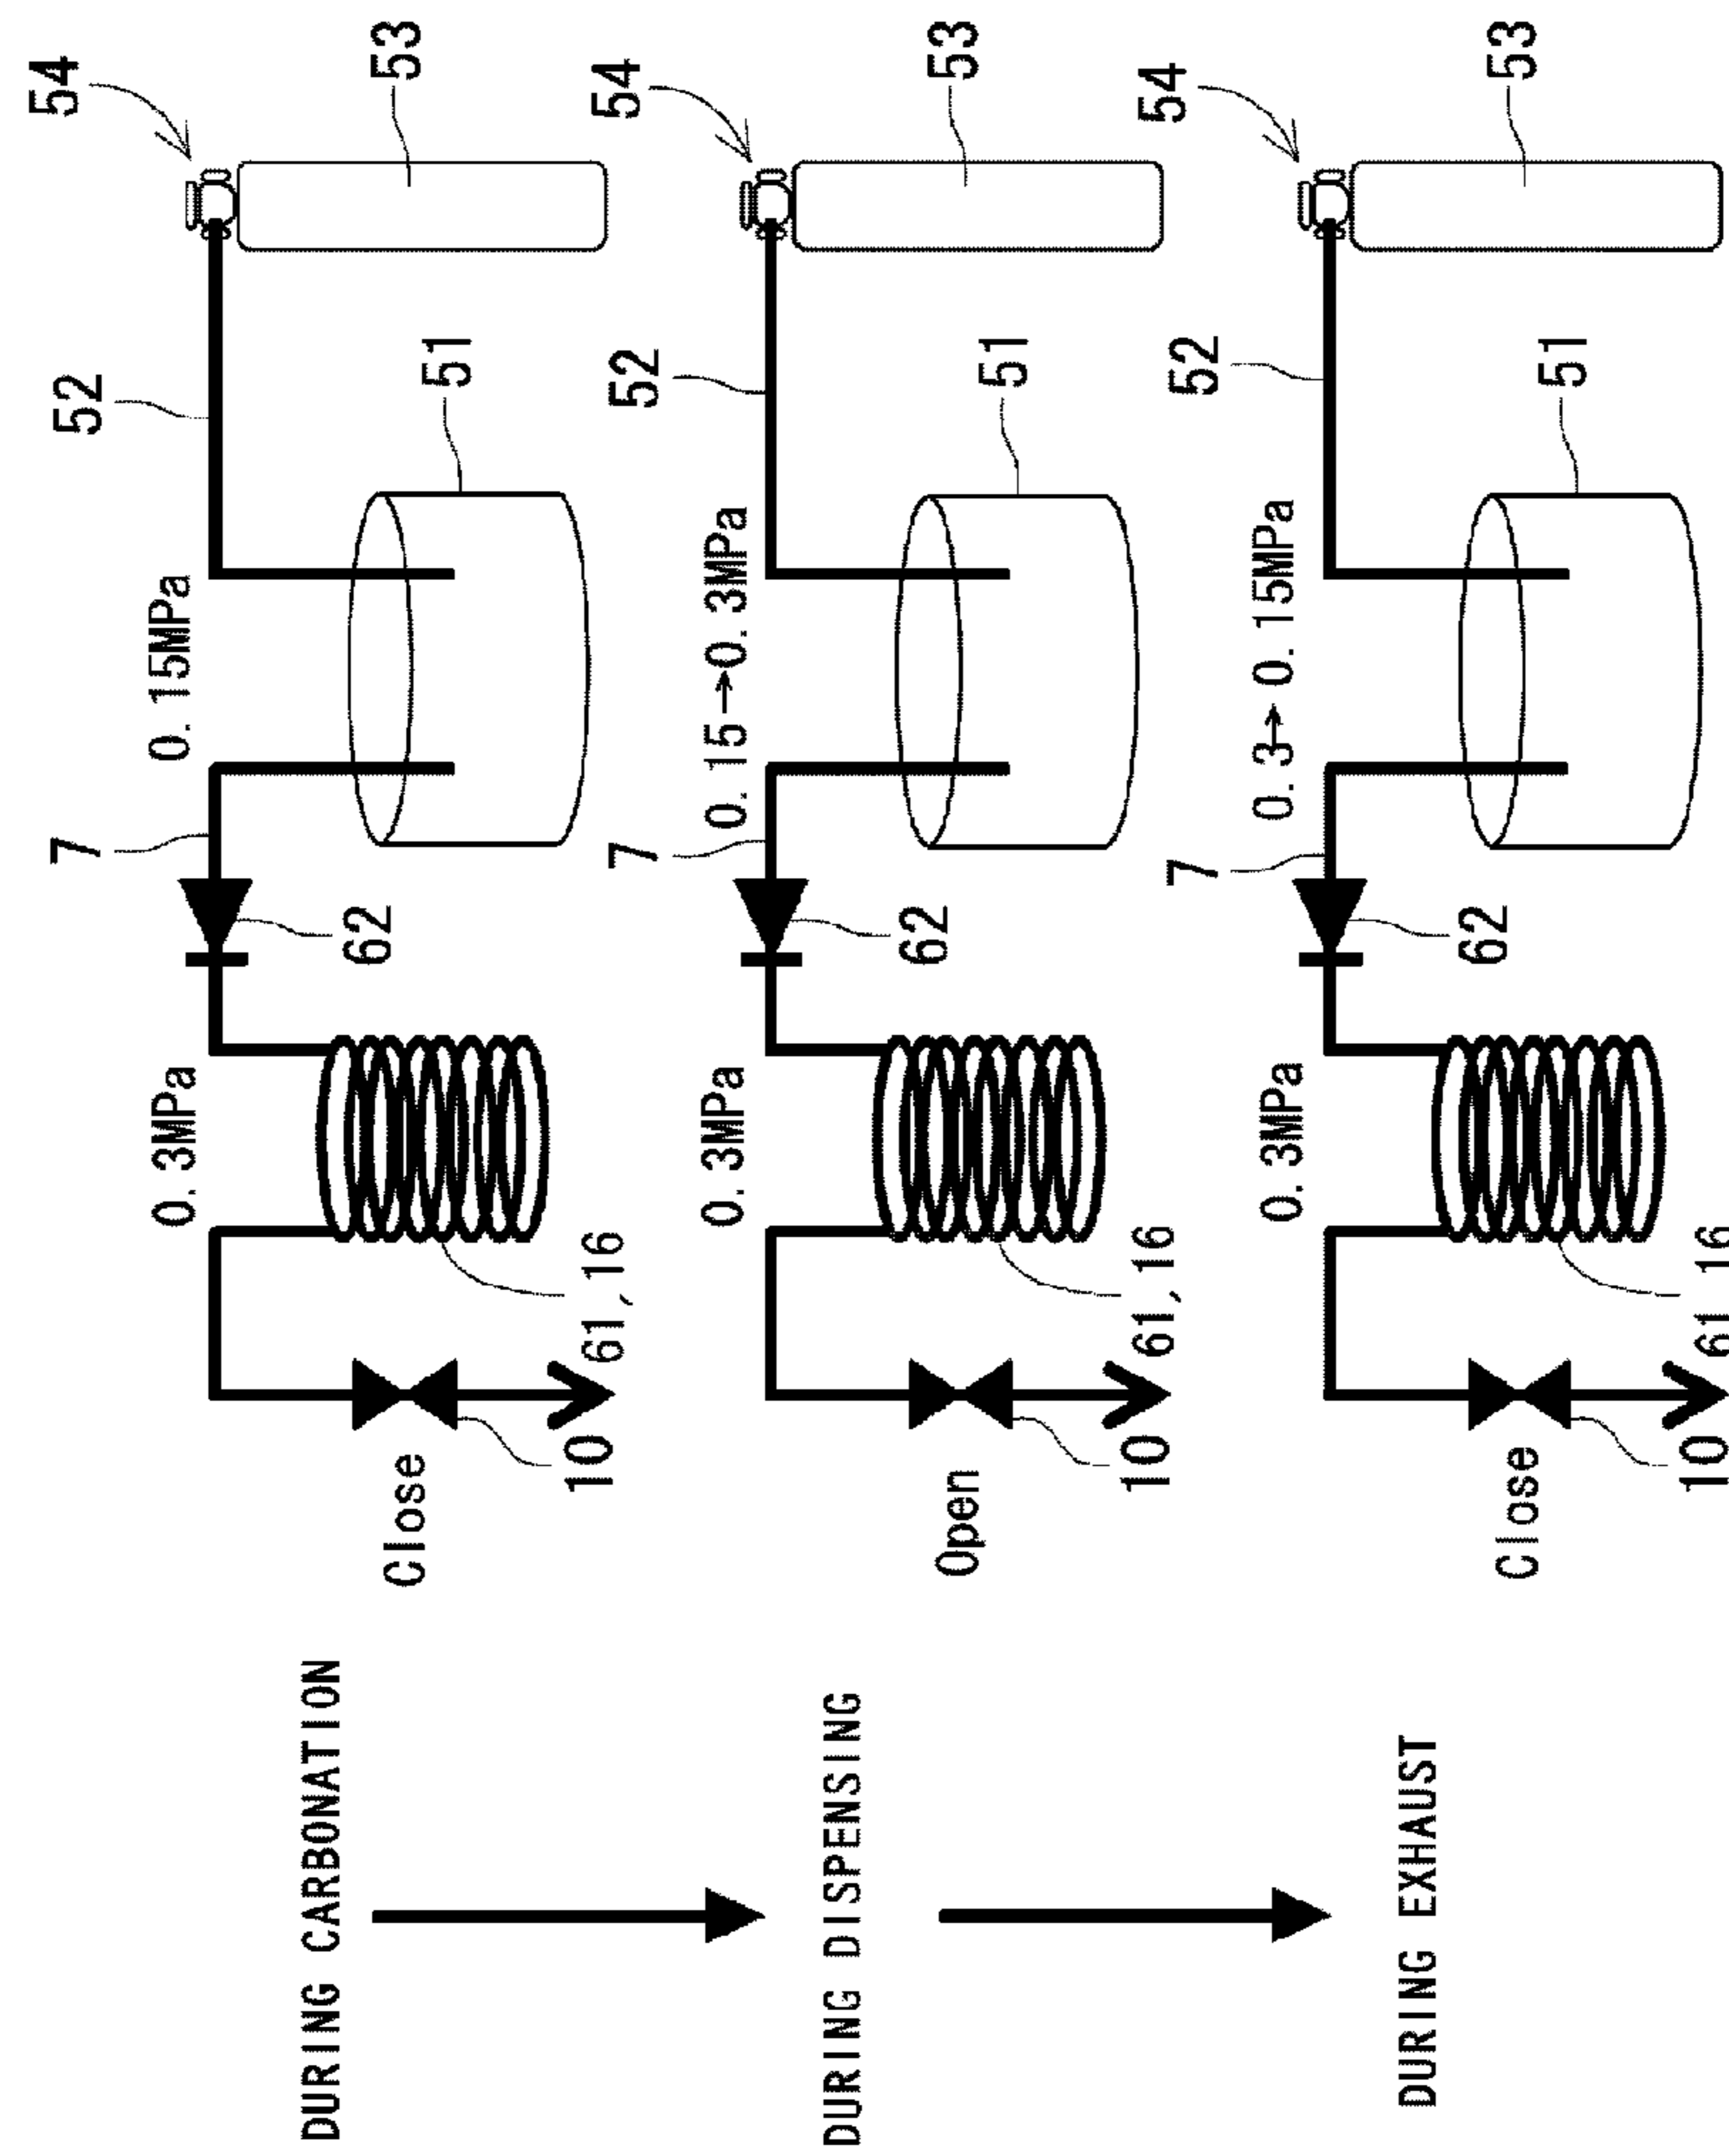 DURING CARBONATION
Close
10
61, 16
0. 3MPa
62
7
0. 15MPa
51
52
53
54
DURING DISPENSING
Open
10
61, 16
0. 3MPa
62
7
0. 15→0. 3MPa
51
52
53
54
DURING EXHAUST
Close
10
61 16
0. 3MPa
62
7
0. 3→0. 15MPa
51
52
53
54